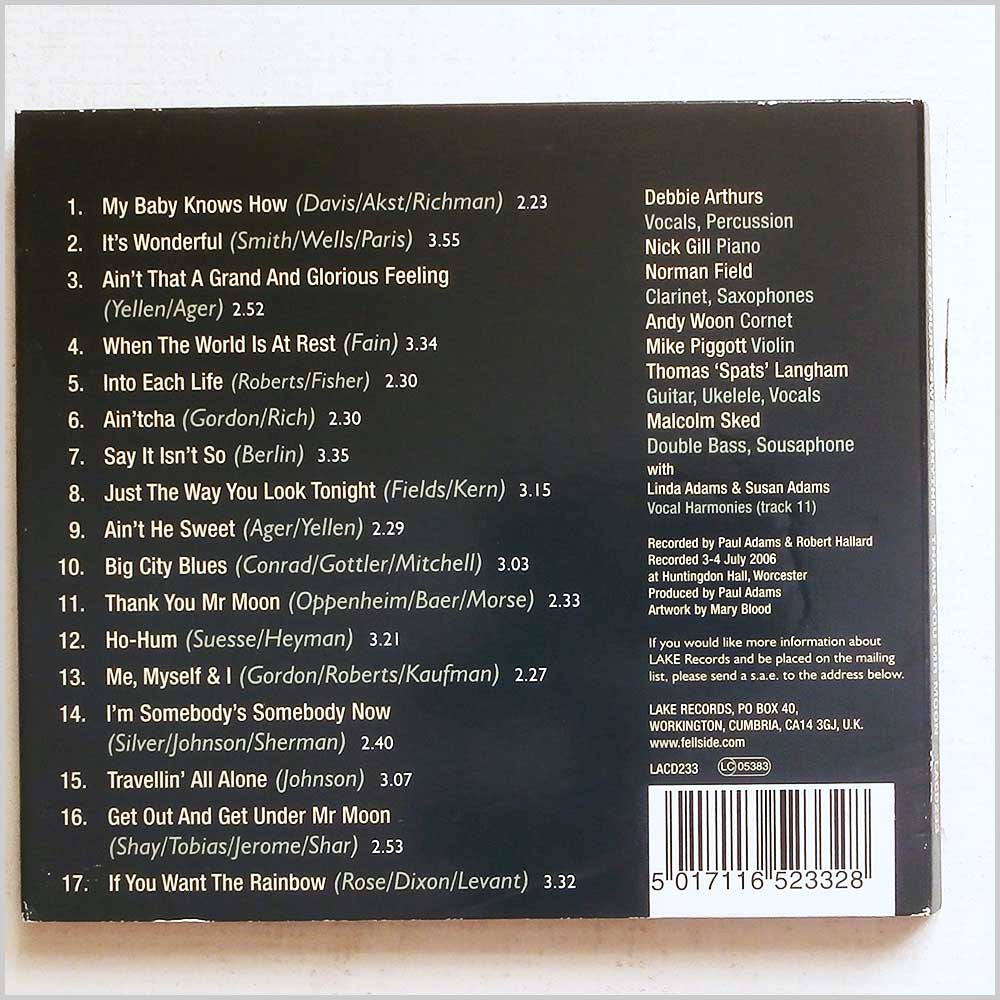 1. My Baby Knows How (Davis/Akst/Richman) 2.23
2. It's Wonderful (Smith/Wells/Paris) 3.55
3. Ain't That A Grand And Glorious Feeling
(Yellen/Ager) 2.52
4. When The World Is At Rest (Fain) 3.34
5. Into Each Life (Roberts/Fisher) 2.30
6. Ain'tcha (Gordon/Rich) 2.30
7. Say It Isn't So (Berlin) 3.35
8. Just The Way You Look Tonight (Fields/Kern) 3.15
9. Ain't He Sweet (Ager/Yellen) 2.29
10. Big City Blues (Conrad/Gottler/Mitchell) 3.03
11. Thank You Mr Moon (Oppenheim/Baer/Morse) 2.33
12. Ho-Hum (Suesse/Heyman) 3.21
13. Me, Myself & I (Gordon/Roberts/Kaufman) 2.27
14. I'm Somebody's Somebody Now
(Silver/Johnson/Sherman) 2.40
15. Travellin' All Alone (Johnson) 3.07
16. Get Out And Get Under Mr Moon
(Shay/Tobias/Jerome/Shar) 2.53
17. If You Want The Rainbow (Rose/Dixon/Levant) 3.32
Debbie Arthurs
Vocals, Percussion
Nick Gill Piano
Norman Field
Clarinet, Saxophones
Andy Woon Cornet
Mike Piggott Violin
Thomas 'Spats' Langham
Guitar, Ukelele, Vocals
Malcolm Sked
Double Bass, Sousaphone
with
Linda Adams & Susan Adams
Vocal Harmonies (track 11)
Recorded by Paul Adams & Robert Hallard
Recorded 3-4 July 2006
at Huntingdon Hall, Worcester
Produced by Paul Adams
Artwork by Mary Blood
If you would like more information about
LAKE Records and be placed on the mailing
list, please send a s.a.e. to the address below.
LAKE RECORDS, PO BOX 40,
WORKINGTON, CUMBRIA, CA14 3GJ, U.K.
www.fellside.com
LACD233 LC 05383
5 017116 523328